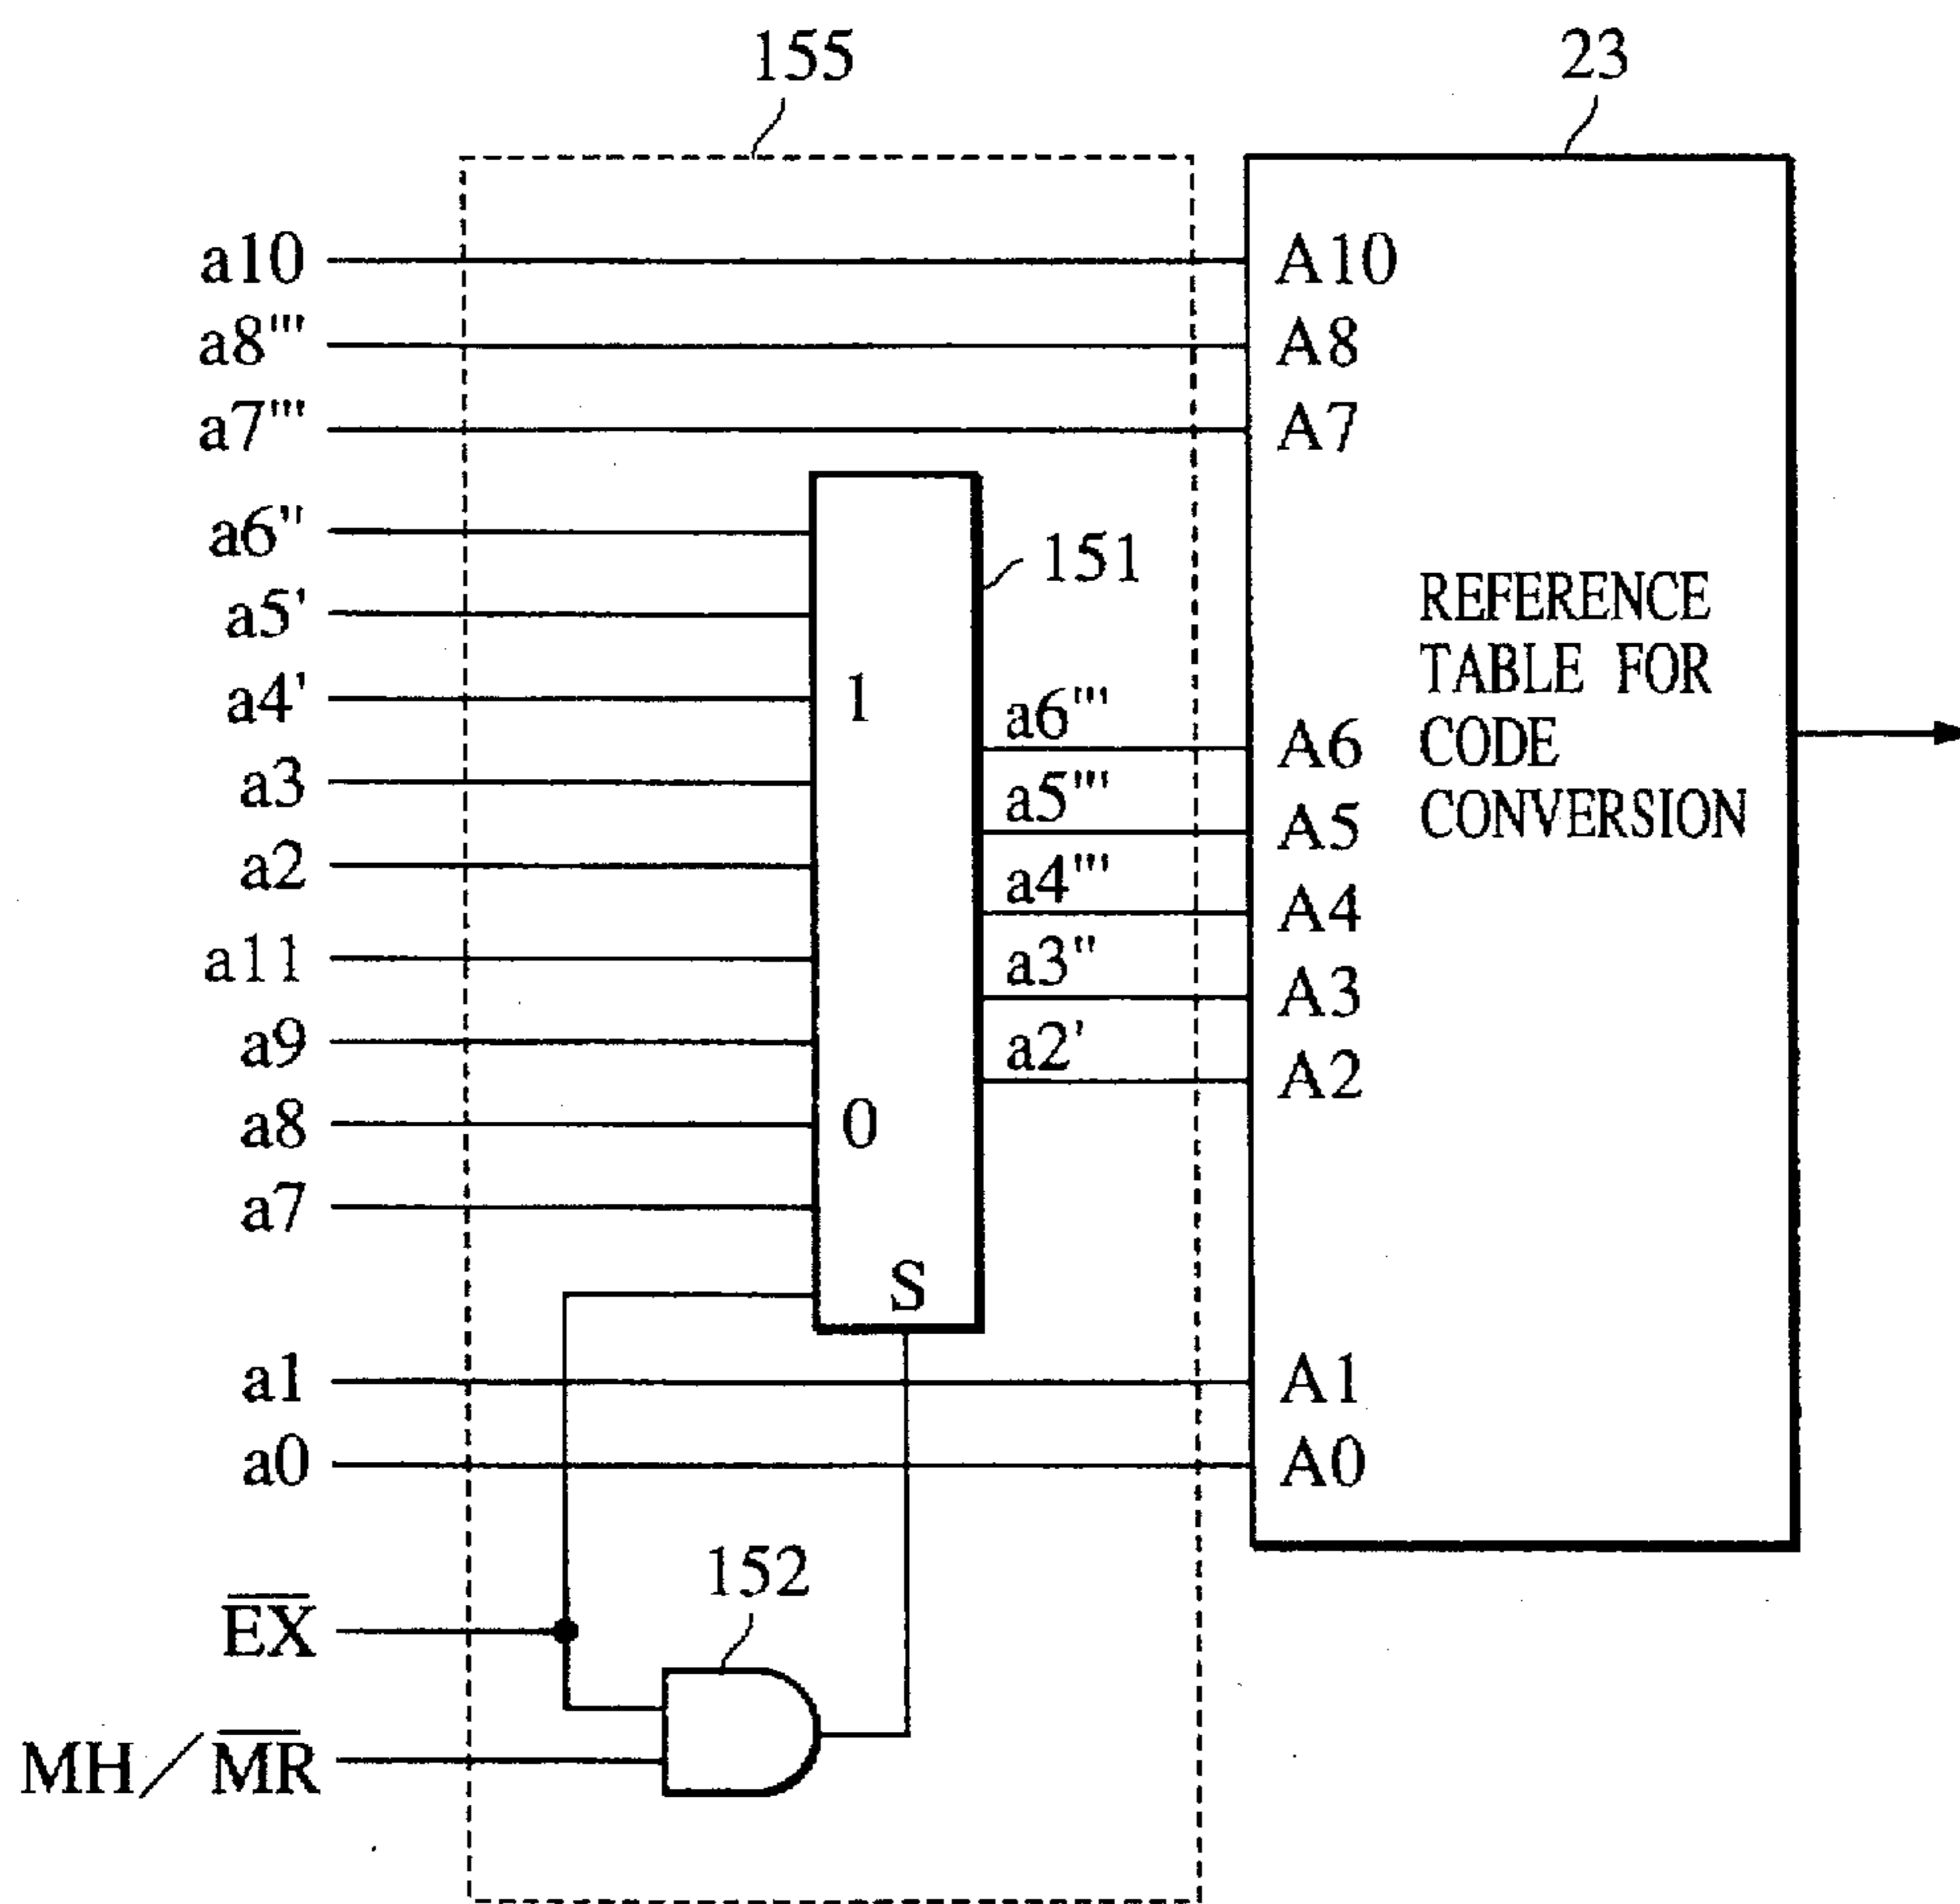 155
23
a10
A10
a8'''
A8
a7'''
A7
a6''
151
a5'
REFERENCE
TABLE FOR
CODE
CONVERSION
a4'
1
a6'''
A6
a3
a5'''
A5
a2
a4'''
A4
a11
a3''
A3
a9
a2'
A2
a8
0
a7
S
a1
A1
a0
A0
152
E̅X̅
MH/M̅R̅